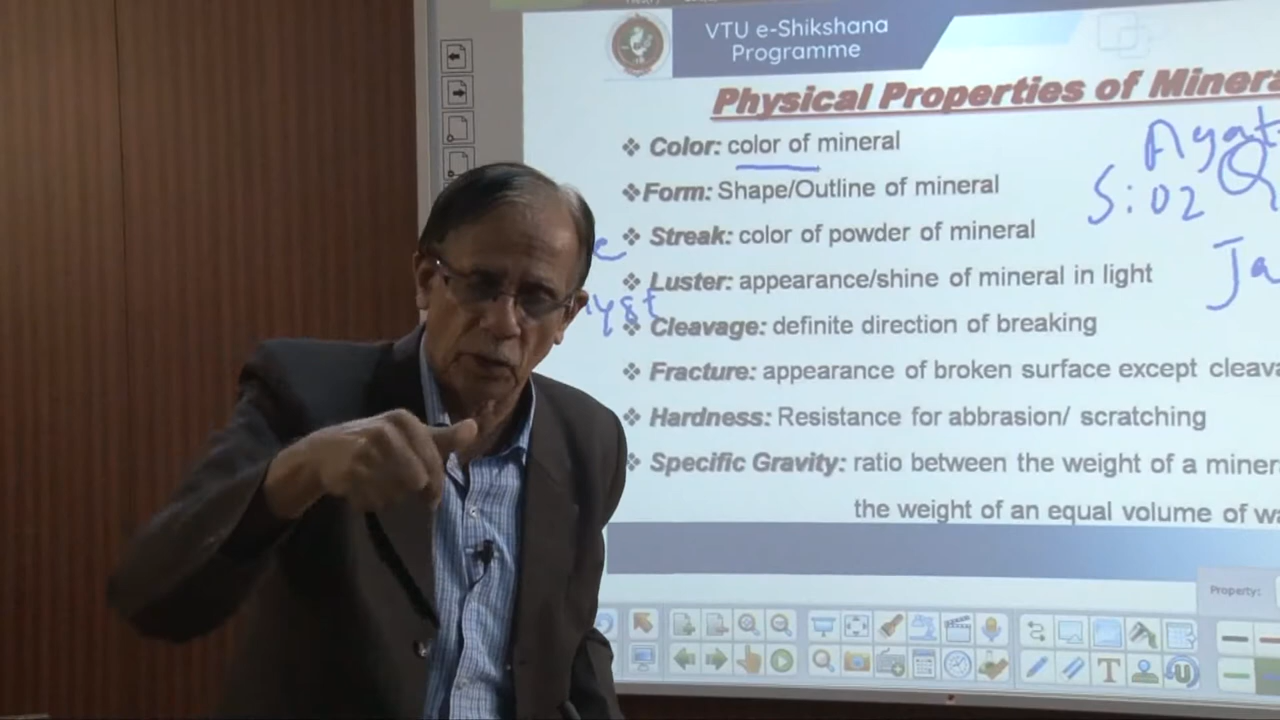 VTU e-Shikshana
Programme
Physical Properties of Minera
❖ Color: color of mineral
❖ Form: Shape/Outline of mineral
❖ Streak: color of powder of mineral
❖ Luster: appearance/shine of mineral in light
❖ Cleavage: definite direction of breaking
❖ Fracture: appearance of broken surface except cleava
❖ Hardness: Resistance for abbrasion/ scratching
❖ Specific Gravity: ratio between the weight of a miner
the weight of an equal volume of wa
Agat
SiO2 Q
Ja
Property: